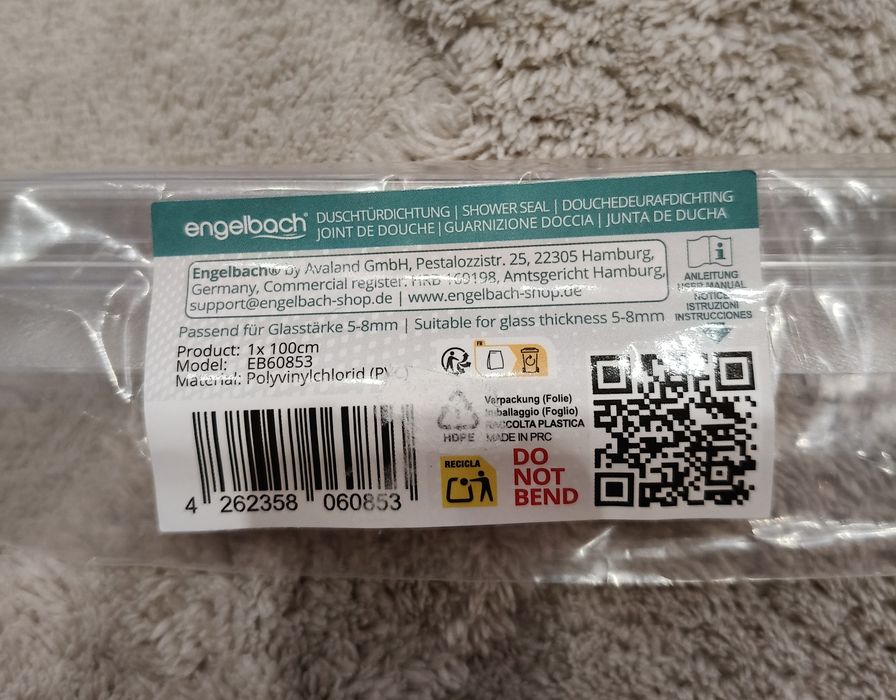 engelbach®
DUSCHTÜRDICHTUNG | SHOWER SEAL | DOUCHEDEURAFDICHTING
JOINT DE DOUCHE | GUARNIZIONE DOCCIA | JUNTA DE DUCHA
Engelbach® by Avaland GmbH, Pestalozzistr. 25, 22305 Hamburg,
Germany, Commercial register: HRB 160198, Amtsgericht Hamburg,
support@engelbach-shop.de | www.engelbach-shop.de
ANLEITUNG
USER MANUAL
NOTICE
ISTRUZIONI
INSTRUCCIONES
Passend für Glasstärke 5-8mm | Suitable for glass thickness 5-8mm
Product: 1x 100cm
Model: EB60853
Material: Polyvinylchlorid (PVC)
FR
HDPE
Verpackung (Folie)
Imballaggio (Foglio)
RACCOLTA PLASTICA
MADE IN PRC
RECICLA
DO
NOT
BEND
4 262358 060853